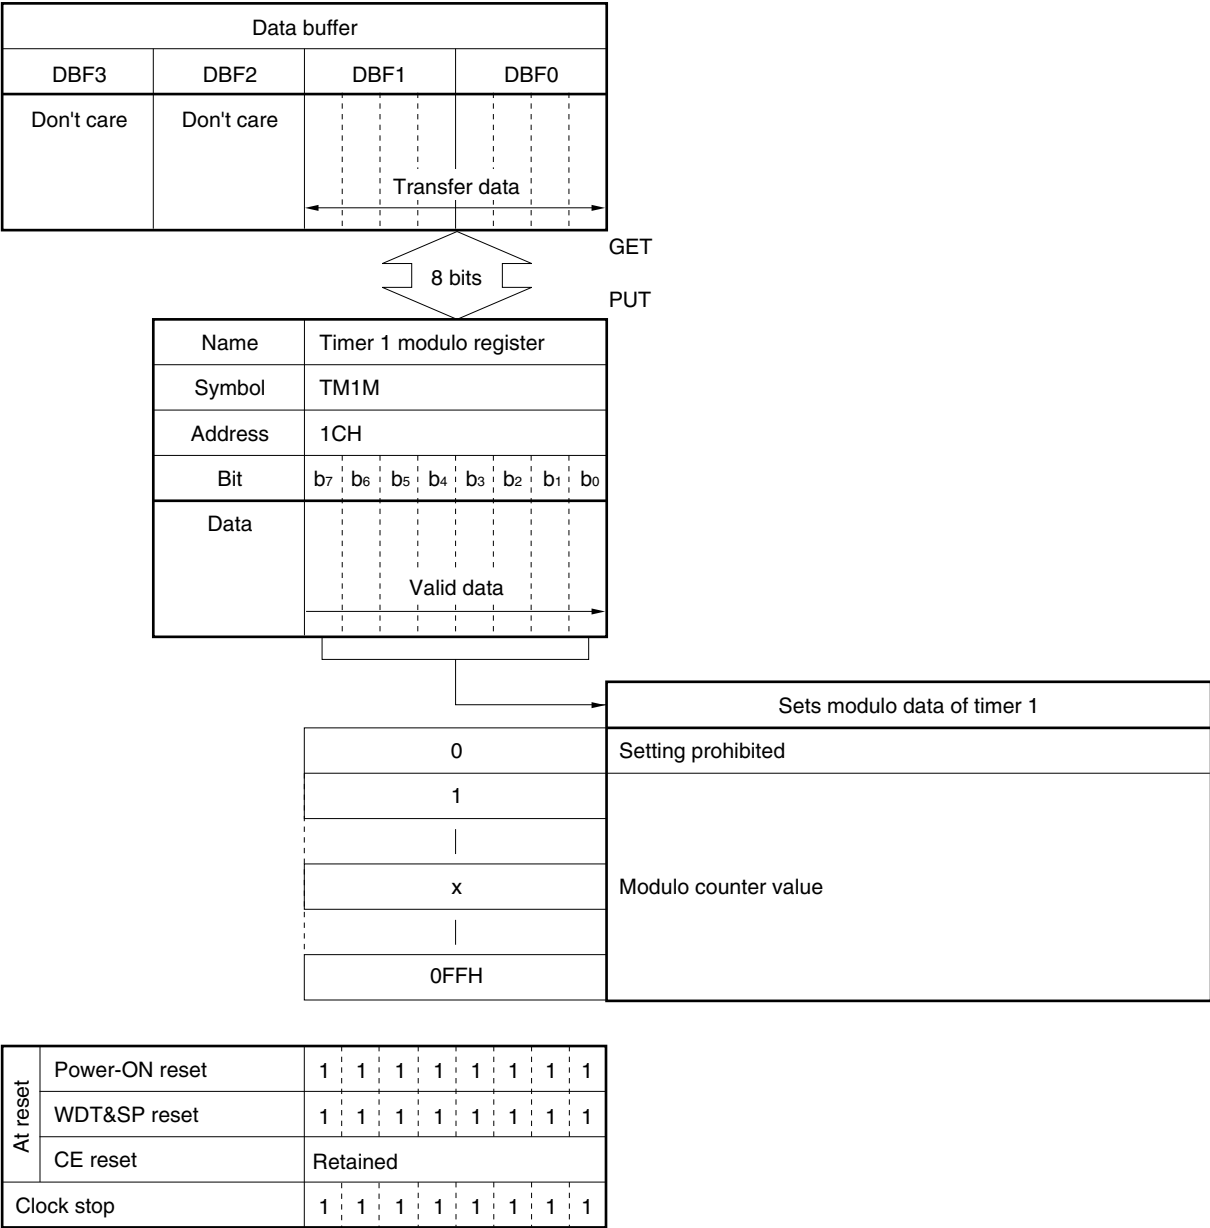 Data buffer
DBF3 DBF2 DBF1 DBF0
Don't care Don't care
Transfer data
GET
8 bits
PUT
Name Timer 1 modulo register
Symbol TM1M
Address 1CH
Bit b7 b6 b5 b4 b3 b2 b1 b0
Data
Valid data
Sets modulo data of timer 1
0 Setting prohibited
1
x Modulo counter value
0FFH
At reset
Power-ON reset 1 1 1 1 1 1 1 1
WDT&SP reset 1 1 1 1 1 1 1 1
CE reset Retained
Clock stop 1 1 1 1 1 1 1 1